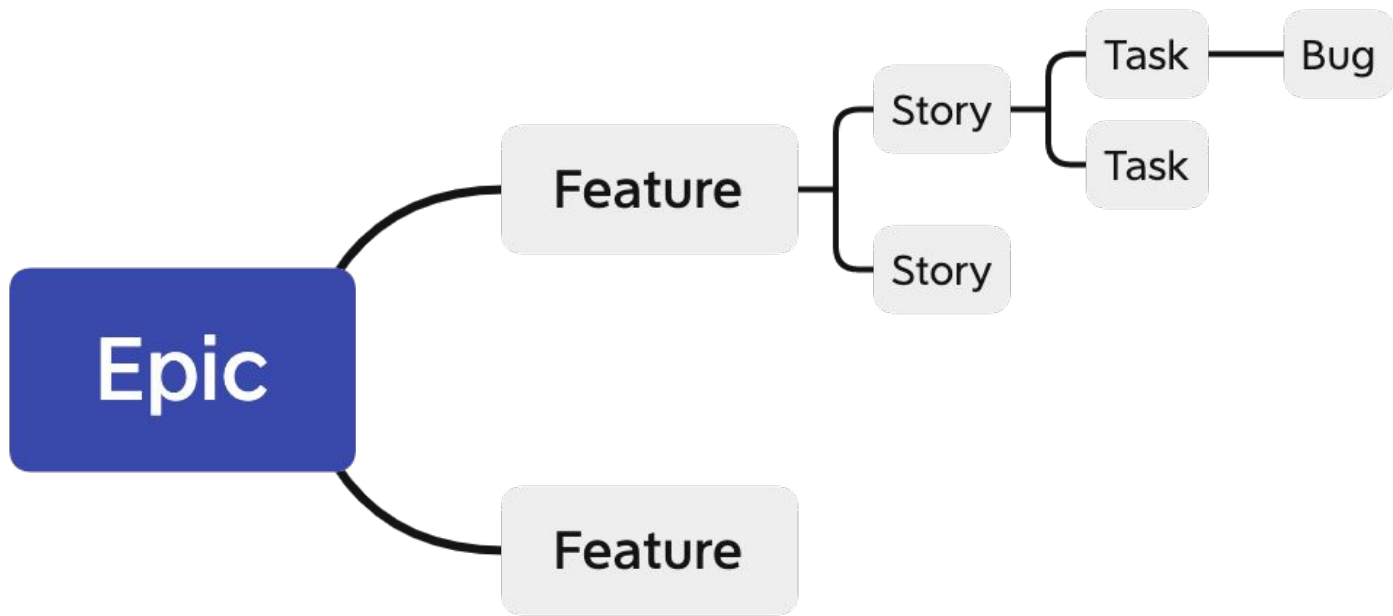 Task
Bug
Story
Task
Feature
Story
Epic
Feature